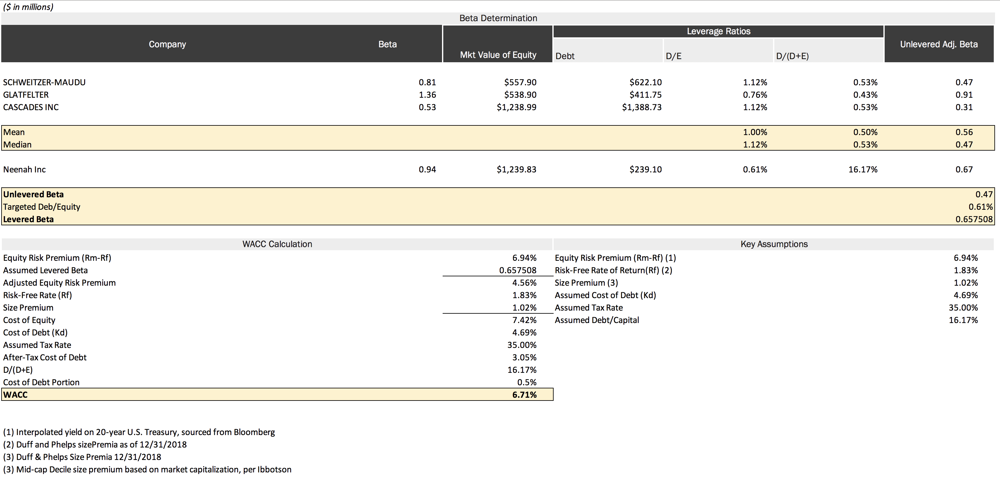 ($ in millions)
Beta Determination
Leverage Ratios
Company Beta Mkt Value of Equity Debt D/E D/(D+E) Unlevered Adj. Beta
SCHWEITZER-MAUDU 0.81 $557.90 $622.10 1.12% 0.53% 0.47
GLATFELTER 1.36 $538.90 $411.75 0.76% 0.43% 0.91
CASCADES INC 0.53 $1,238.99 $1,388.73 1.12% 0.53% 0.31
Mean 1.00% 0.50% 0.56
Median 1.12% 0.53% 0.47
Neenah Inc 0.94 $1,239.83 $239.10 0.61% 16.17% 0.67
Unlevered Beta 0.47
Targeted Deb/Equity 0.61%
Levered Beta 0.657508
WACC Calculation Key Assumptions
Equity Risk Premium (Rm-Rf) 6.94% Equity Risk Premium (Rm-Rf) (1) 6.94%
Assumed Levered Beta 0.657508 Risk-Free Rate of Return(Rf) (2) 1.83%
Adjusted Equity Risk Premium 4.56% Size Premium (3) 1.02%
Risk-Free Rate (Rf) 1.83% Assumed Cost of Debt (Kd) 4.69%
Size Premium 1.02% Assumed Tax Rate 35.00%
Cost of Equity 7.42% Assumed Debt/Capital 16.17%
Cost of Debt (Kd) 4.69%
Assumed Tax Rate 35.00%
After-Tax Cost of Debt 3.05%
D/(D+E) 16.17%
Cost of Debt Portion 0.5%
WACC 6.71%
(1) Interpolated yield on 20-year U.S. Treasury, sourced from Bloomberg
(2) Duff and Phelps sizePremia as of 12/31/2018
(3) Duff & Phelps Size Premia 12/31/2018
(3) Mid-cap Decile size premium based on market capitalization, per Ibbotson